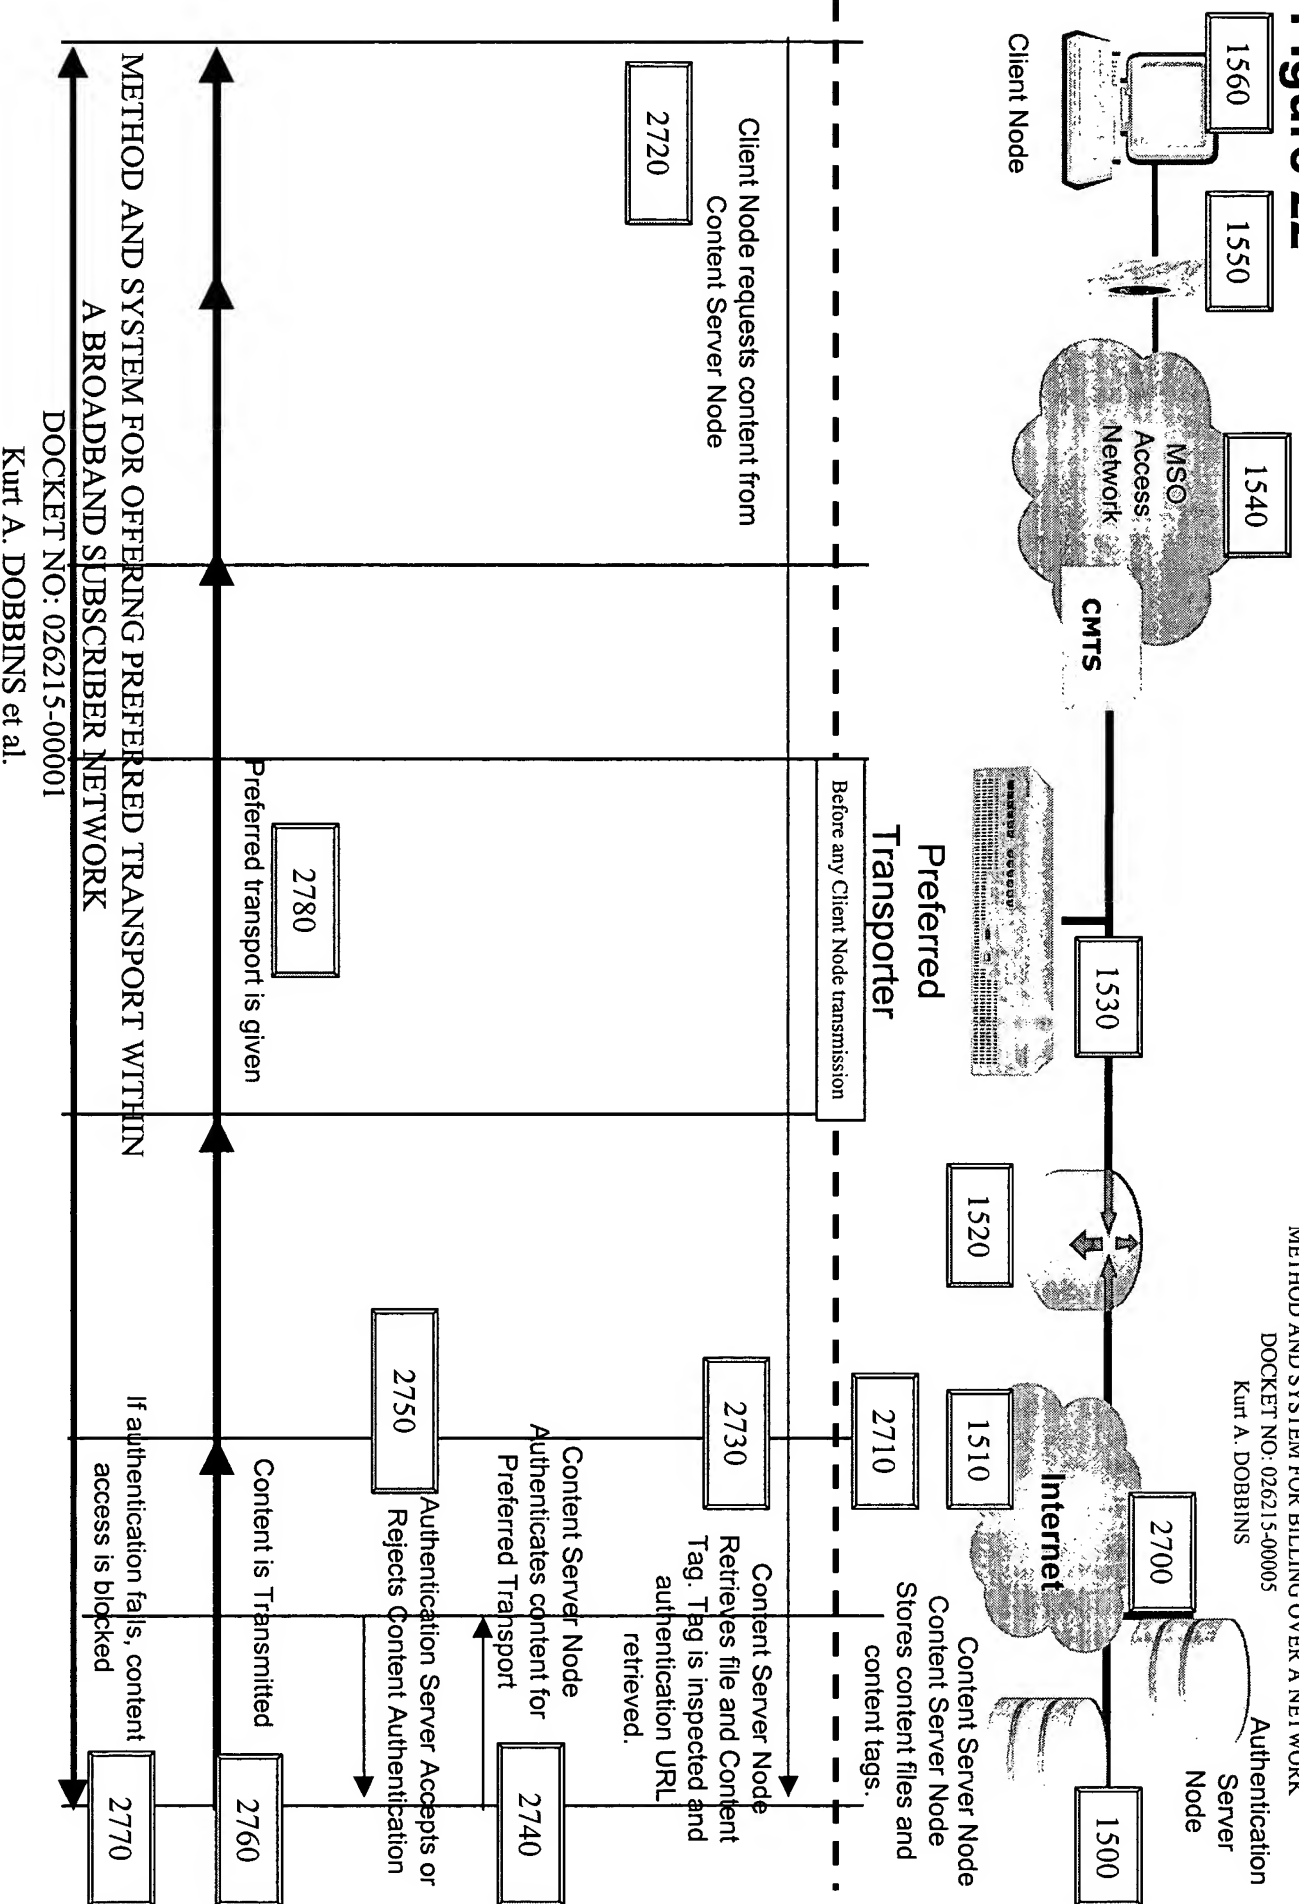 Figure 22
METHOD AND SYSTEM FOR BILLING OVER A NETWORK
DOCKET NO: 026215-00005
Kurt A. DOBBINS
1560
1550
1540
1530
1520
1510
2700
1500
Client Node
MSO
Access
Network
CMTS
Preferred
Transporter
Internet
Authentication
Server
Node
2710
Content Server Node
Content Server Node
Stores content files and
content tags.
Before any Client Node transmission
Client Node requests content from
Content Server Node
2720
2730
Content Server Node
Retrieves file and Content
Tag. Tag is inspected and
authentication URL
retrieved.
Content Server Node
Authenticates content for
Preferred Transport
2740
2750
Authentication Server Accepts or
Rejects Content Authentication
2780
Preferred transport is given
Content is Transmitted
2760
If authentication fails, content
access is blocked
2770
METHOD AND SYSTEM FOR OFFERING PREFERRED TRANSPORT WITHIN
A BROADBAND SUBSCRIBER NETWORK
DOCKET NO: 026215-00001
Kurt A. DOBBINS et al.